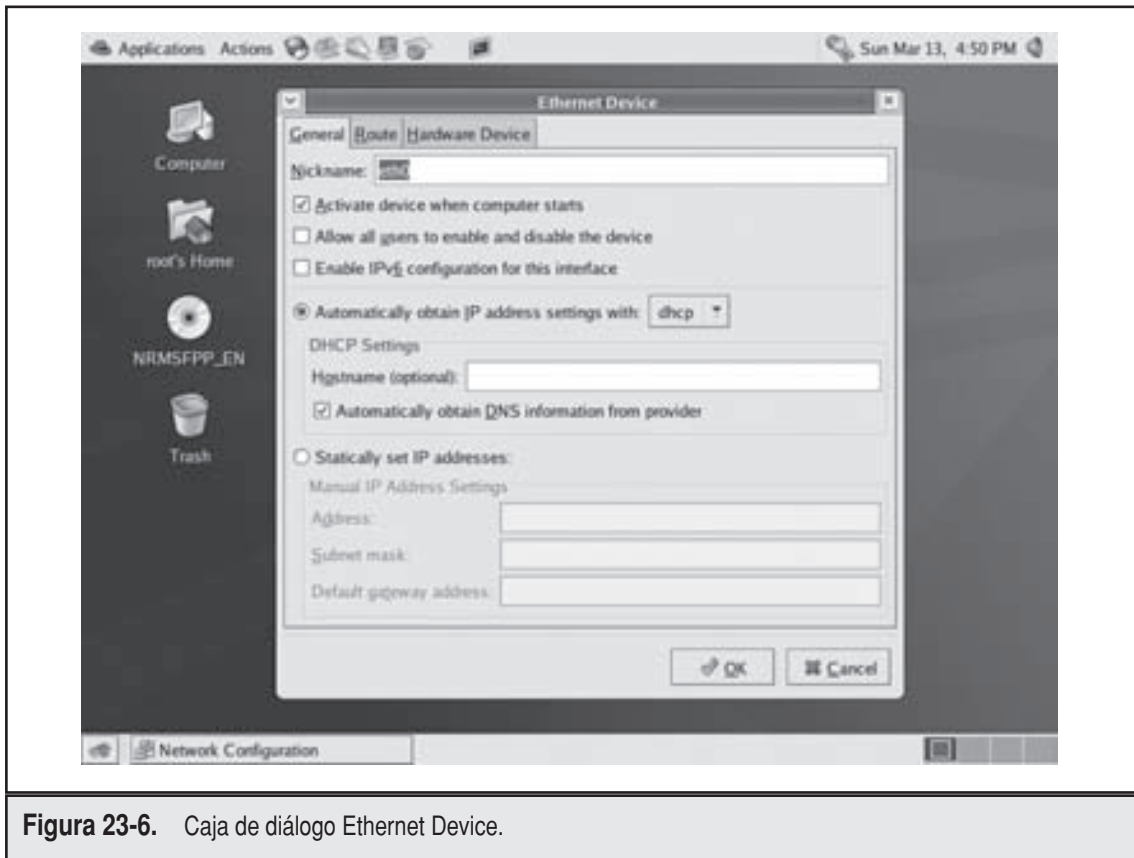 Applications Actions Sun Mar 13, 4:50 PM
Ethernet Device
General Route Hardware Device
Computer
Nickname: eth0
Activate device when computer starts
Allow all users to enable and disable the device
root's Home
Enable IPv6 configuration for this interface
Automatically obtain IP address settings with: dhcp
DHCP Settings
NRMSFPP_EN
Hostname (optional):
Automatically obtain DNS information from provider
Trash
Statically set IP addresses:
Manual IP Address Settings
Address:
Subnet mask:
Default gateway address:
OK Cancel
Network Configuration
Figura 23-6. Caja de diálogo Ethernet Device.